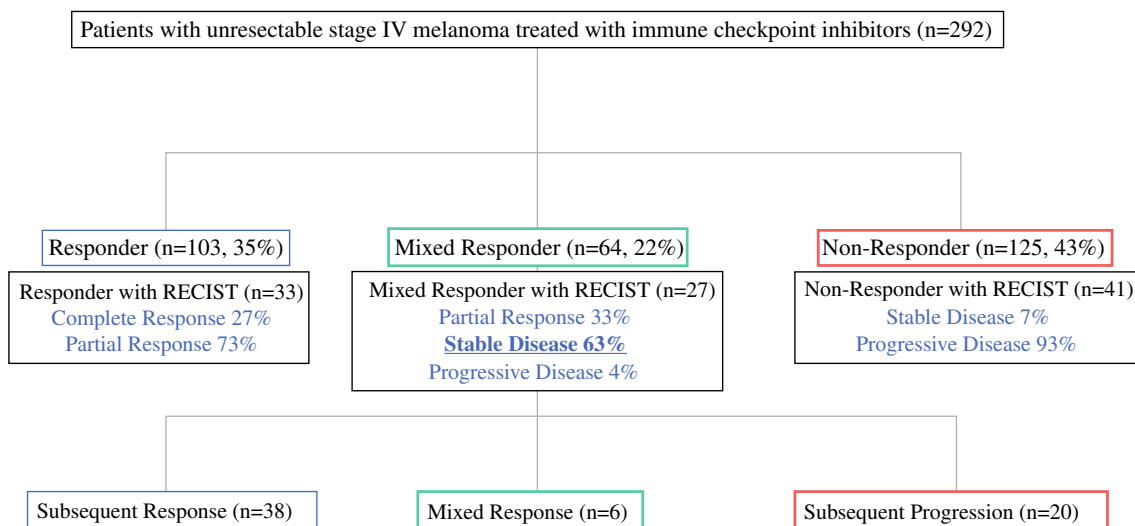 Patients with unresectable stage IV melanoma treated with immune checkpoint inhibitors (n=292)
Responder (n=103, 35%)
Mixed Responder (n=64, 22%)
Non-Responder (n=125, 43%)
Responder with RECIST (n=33)
Complete Response 27%
Partial Response 73%
Mixed Responder with RECIST (n=27)
Partial Response 33%
Stable Disease 63%
Progressive Disease 4%
Non-Responder with RECIST (n=41)
Stable Disease 7%
Progressive Disease 93%
Subsequent Response (n=38)
Mixed Response (n=6)
Subsequent Progression (n=20)